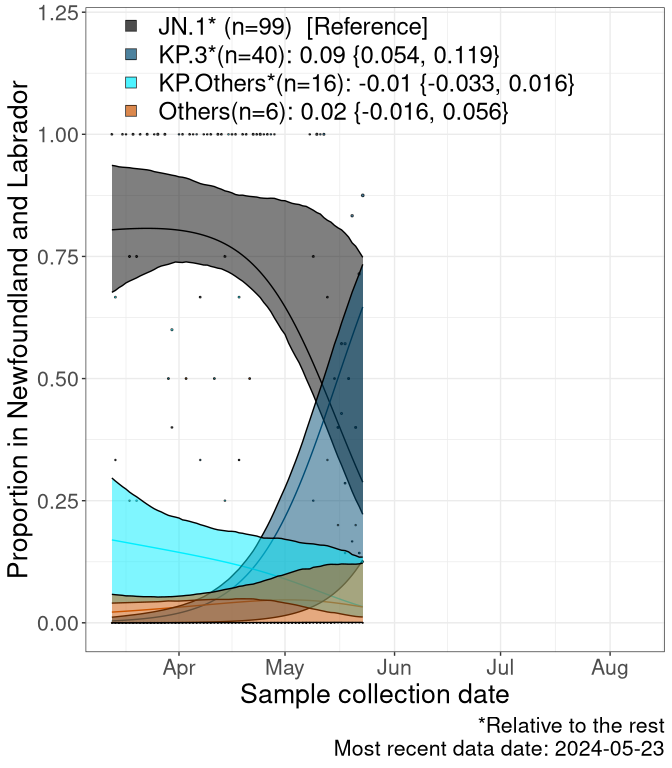 JN.1* (n=99)  [Reference]
KP.3*(n=40): 0.09 {0.054, 0.119}
KP.Others*(n=16): -0.01 {-0.033, 0.016}
Others(n=6): 0.02 {-0.016, 0.056}
Proportion in Newfoundland and Labrador
1.25
1.00
0.75
0.50
0.25
0.00
Apr May Jun Jul Aug
Sample collection date
*Relative to the rest
Most recent data date: 2024-05-23